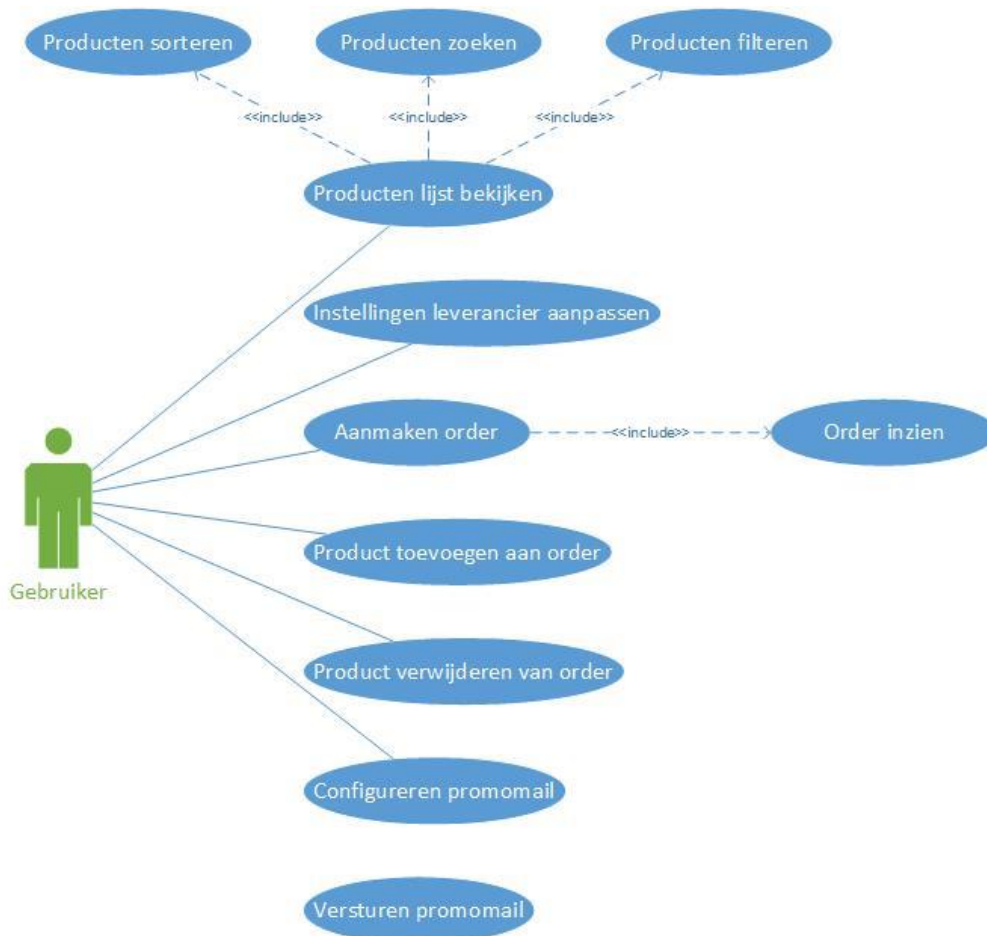 Producten sorteren
Producten zoeken
Producten filteren
<<include>>
<<include>>
<<include>>
Producten lijst bekijken
Instellingen leverancier aanpassen
Aanmaken order
<<include>>
Order inzien
Product toevoegen aan order
Gebruiker
Product verwijderen van order
Configureren promomail
Versturen promomail